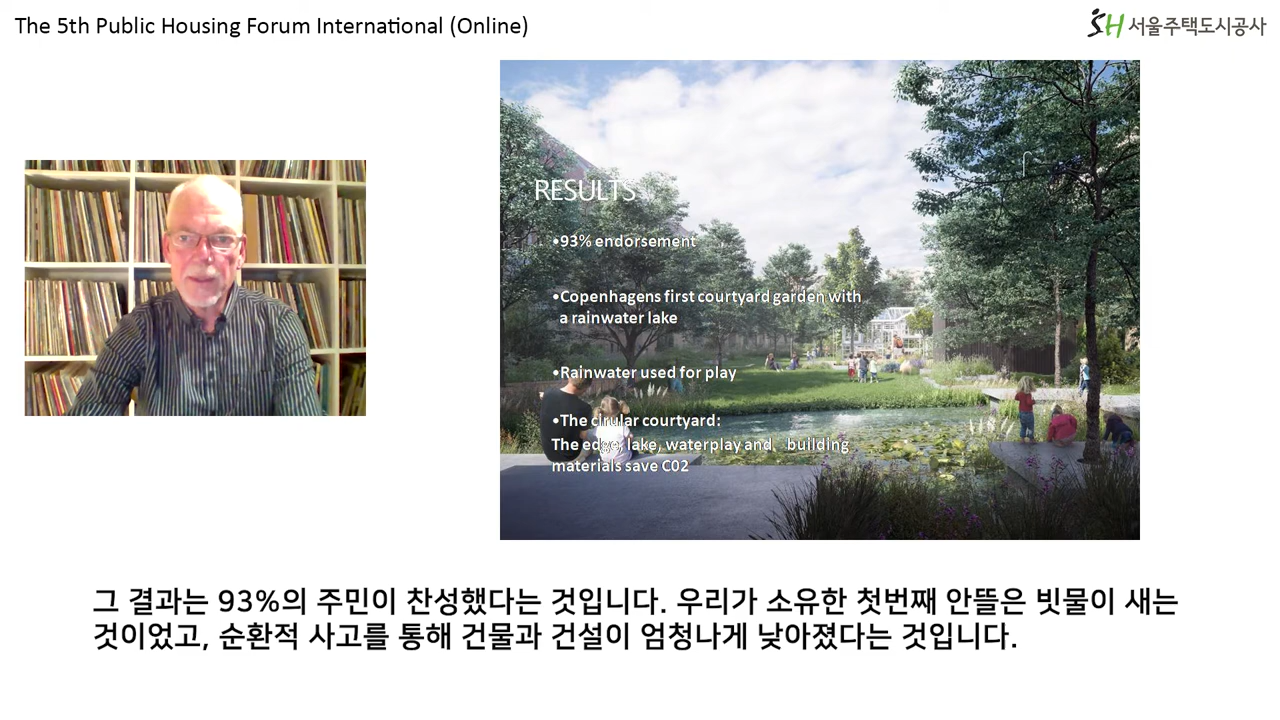 The 5th Public Housing Forum International (Online)
SH 서울주택도시공사
RESULTS
•93% endorsement
•Copenhagens first courtyard garden with
a rainwater lake
•Rainwater used for play
•The cirular courtyard:
The edge, lake, waterplay and building
materials save C02
그 결과는 93%의 주민이 찬성했다는 것입니다. 우리가 소유한 첫번째 안뜰은 빗물이 새는
것이었고, 순환적 사고를 통해 건물과 건설이 엄청나게 낮아졌다는 것입니다.